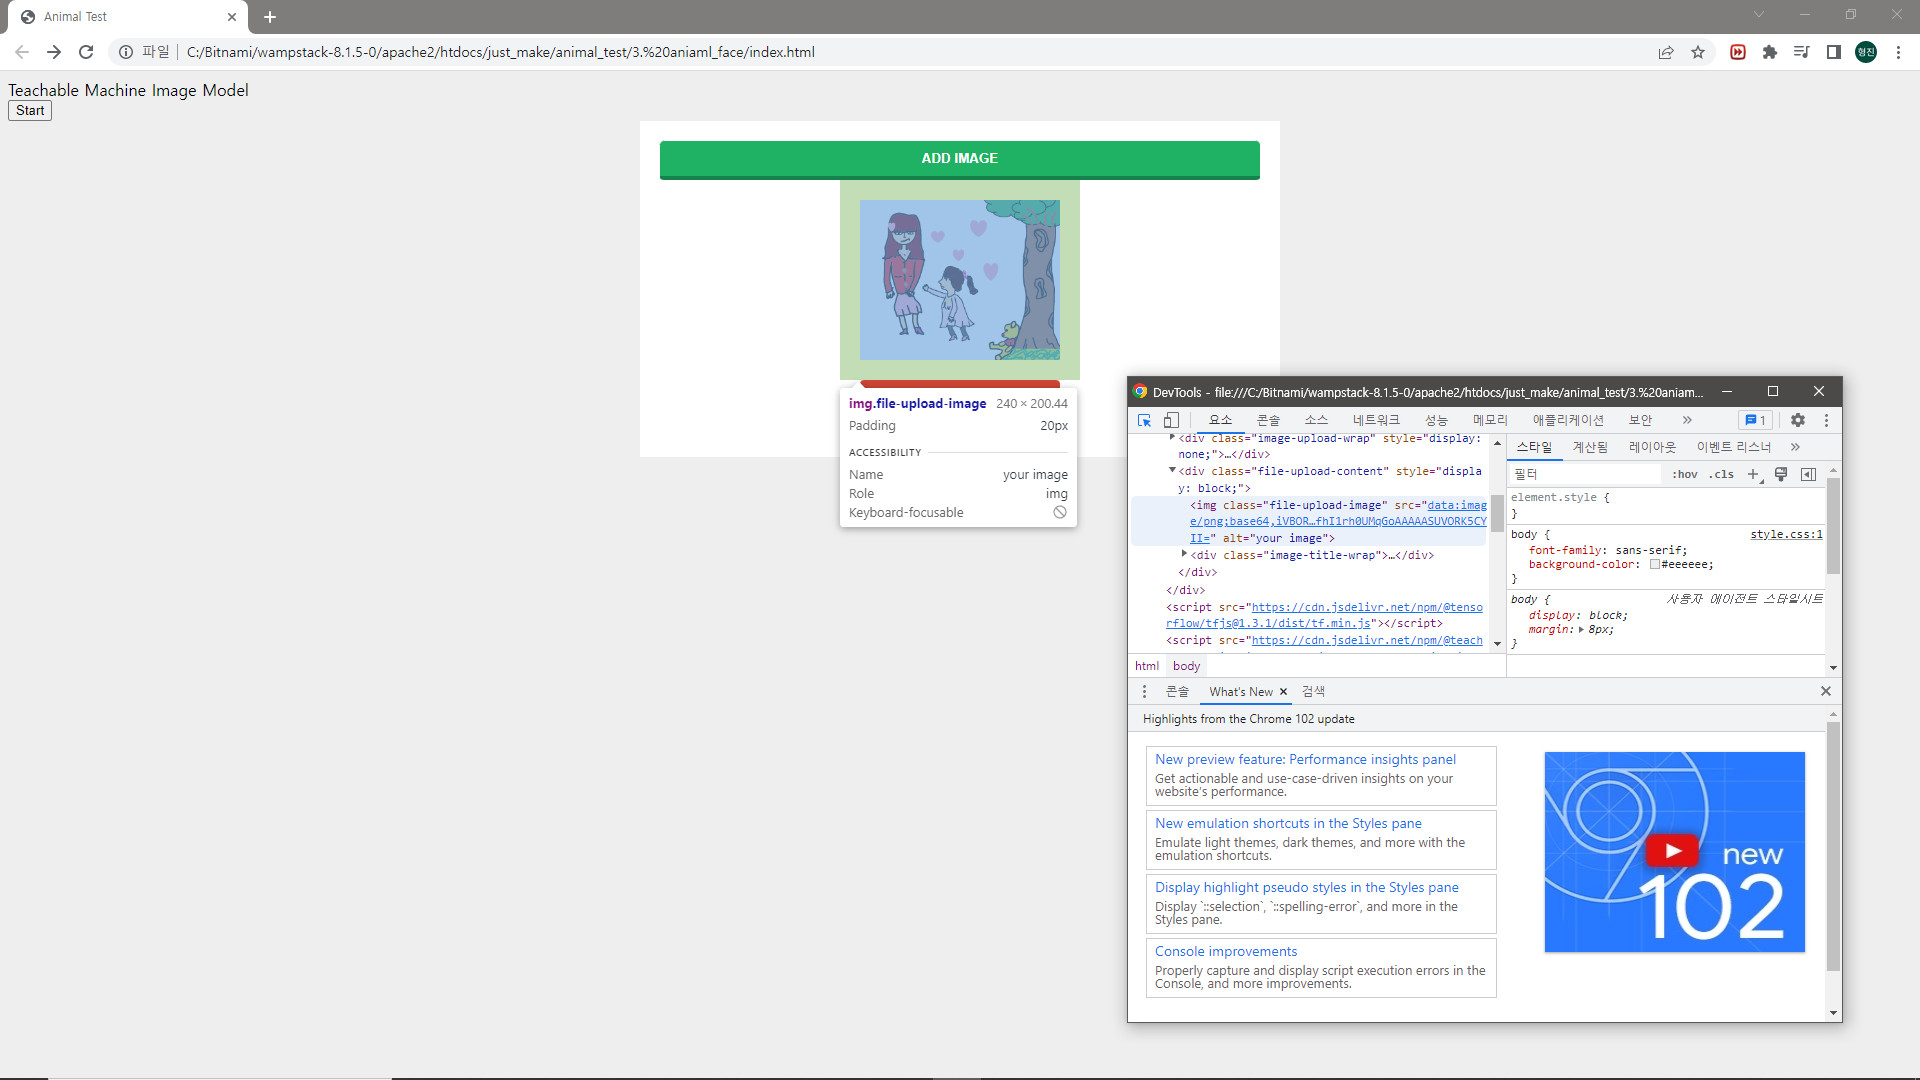 Animal Test
파일
C:/Bitnami/wampstack-8.1.5-0/apache2/htdocs/just_make/animal_test/3.%20aniaml_face/index.html
형진
Teachable Machine Image Model
Start
ADD IMAGE
img.file-upload-image 240 × 200.44
Padding 20px
ACCESSIBILITY
Name your image
Role img
Keyboard-focusable
DevTools - file:///C:/Bitnami/wampstack-8.1.5-0/apache2/htdocs/just_make/animal_test/3.%20aniam...
요소 콘솔 소스 네트워크 성능 메모리 애플리케이션 보안 » 1
<div class="image-upload-wrap" style="display:
none;">…</div>
<div class="file-upload-content" style="displa
y: block;">
<img class="file-upload-image" src="data:imag
e/png;base64,iVBOR…fhI1rh0UMqGoAAAAASUVORK5CY
II=" alt="your image">
<div class="image-title-wrap">…</div>
</div>
</div>
<script src="https://cdn.jsdelivr.net/npm/@tenso
rflow/tfjs@1.3.1/dist/tf.min.js"></script>
<script src="https://cdn.jsdelivr.net/npm/@teach
html body
스타일 계산됨 레이아웃 이벤트 리스너 »
필터 :hov .cls
element.style {
}
body { style.css:1
font-family: sans-serif;
background-color: #eeeeee;
}
body { 사용자 에이전트 스타일시트
display: block;
margin: 8px;
}
콘솔 What's New 검색
Highlights from the Chrome 102 update
New preview feature: Performance insights panel
Get actionable and use-case-driven insights on your
website's performance.
New emulation shortcuts in the Styles pane
Emulate light themes, dark themes, and more with the
emulation shortcuts.
Display highlight pseudo styles in the Styles pane
Display `::selection`, `::spelling-error`, and more in the
Styles pane.
Console improvements
Properly capture and display script execution errors in the
Console, and more improvements.
new
102